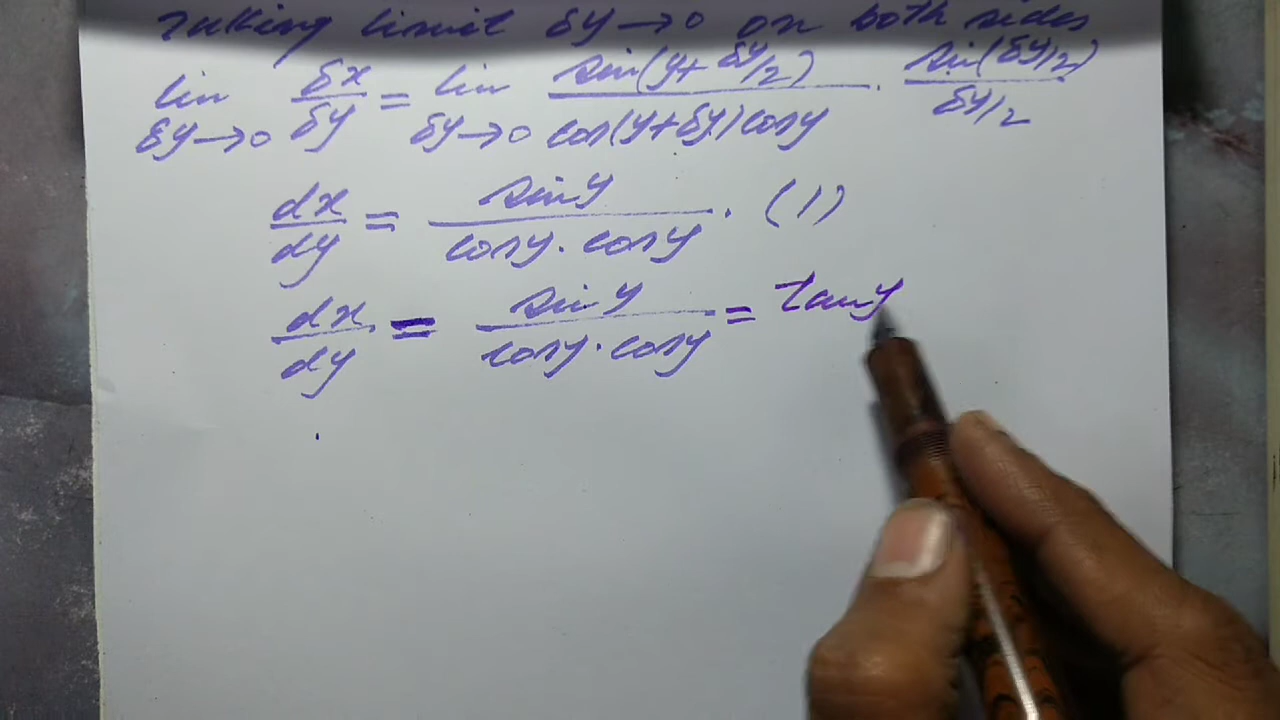 Taking limit δy→0 on both sides
lim δy→0 δx/δy = lim δy→0 sin(y+δy/2)/cos(y+δy)cosy · sin(δy/2)/δy/2
dx/dy = siny/cosy·cosy · (1)
dx/dy = siny/cosy·cosy = tany